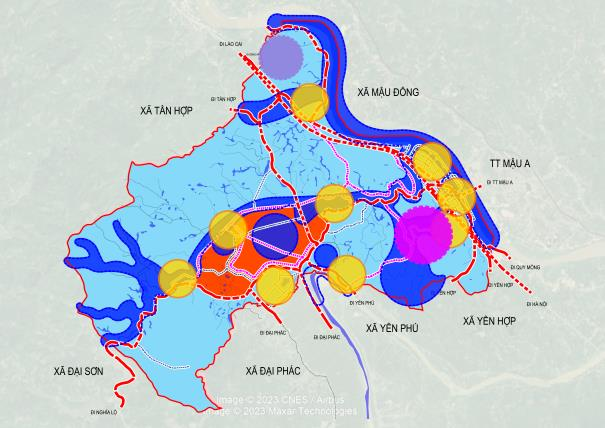 ĐI LÀO CAI
XÃ MẬU ĐÔNG
ĐI TÂN HỢP
XÃ TÂN HỢP
TT MẬU A
ĐI TT MẬU A
ĐI QUY MÔNG
ĐI YÊN HỢP
YÊN HỢP
ĐI YÊN PHÚ
ĐI HÀ NỘI
XÃ YÊN HỢP
XÃ YÊN PHÚ
ĐI ĐẠI PHÁC
ĐI ĐẠI PHÁC
XÃ ĐẠI SƠN
XÃ ĐẠI PHÁC
Image © 2023 CNES / Airbus
Image © 2023 Maxar Technologies
ĐI NGHĨA LỘ